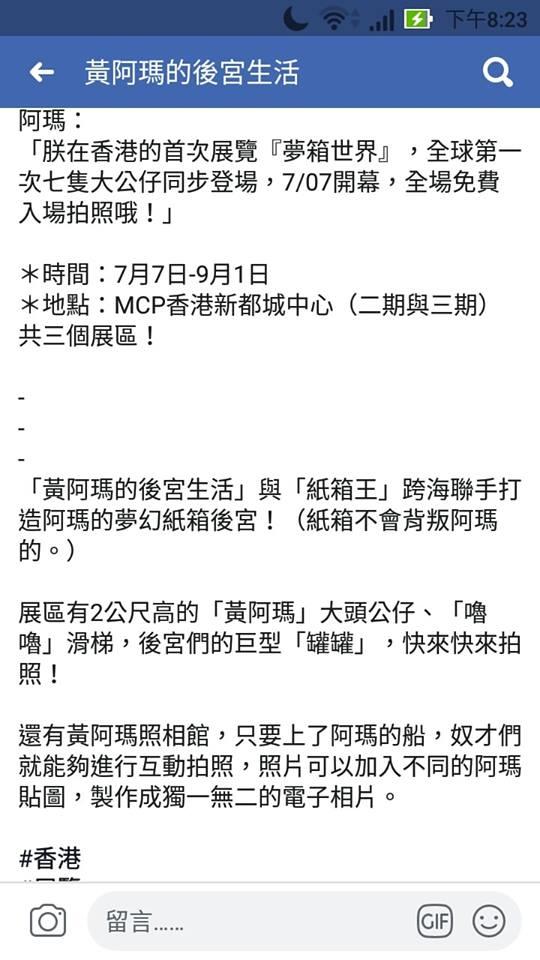 下午8:23
黃阿瑪的後宮生活
阿瑪：
「朕在香港的首次展覽『夢箱世界』，全球第一
次七隻大公仔同步登場，7/07開幕，全場免費
入場拍照哦！」
＊時間：7月7日-9月1日
＊地點：MCP香港新都城中心（二期與三期）
共三個展區！
-
-
-
「黃阿瑪的後宮生活」與「紙箱王」跨海聯手打
造阿瑪的夢幻紙箱後宮！（紙箱不會背叛阿瑪
的。）
展區有2公尺高的「黃阿瑪」大頭公仔、「嚕
嚕」滑梯，後宮們的巨型「罐罐」，快來快來拍
照！
還有黃阿瑪照相館，只要上了阿瑪的船，奴才們
就能夠進行互動拍照，照片可以加入不同的阿瑪
貼圖，製作成獨一無二的電子相片。
#香港
留言......
GIF